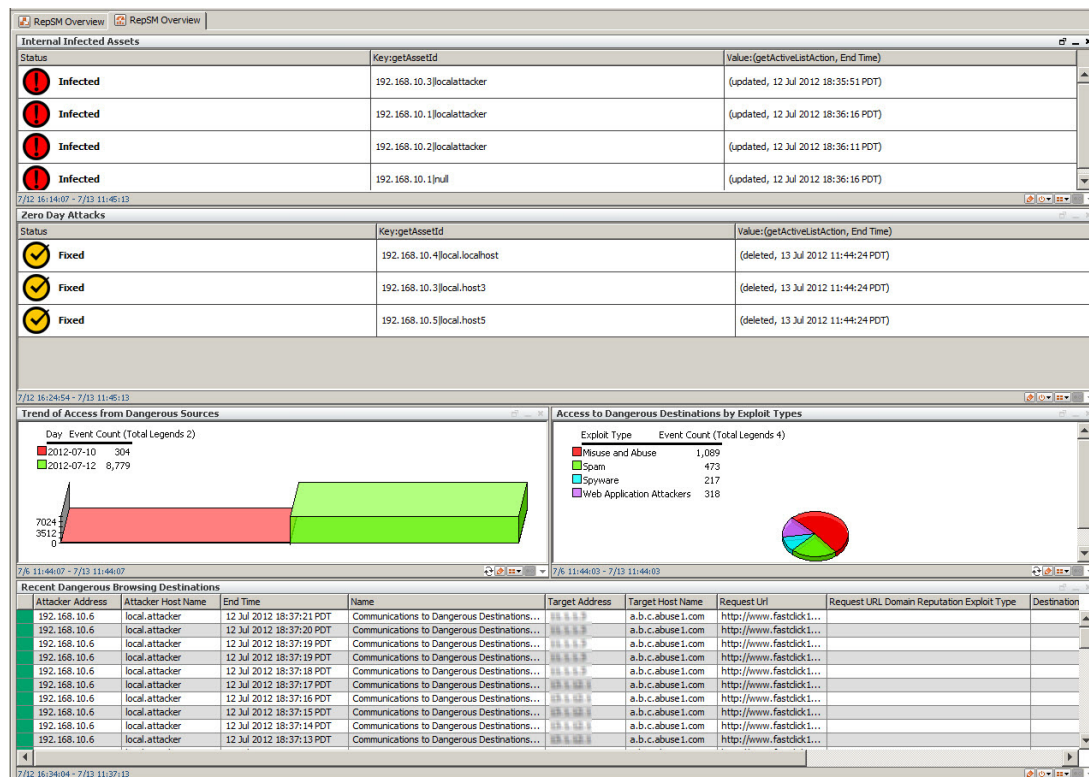 RepSM Overview RepSM Overview
Internal Infected Assets
Status Key:getAssetId Value:(getActiveListAction, End Time)
Infected 192.168.10.3|localattacker (updated, 12 Jul 2012 18:35:51 PDT)
Infected 192.168.10.1|localattacker (updated, 12 Jul 2012 18:36:16 PDT)
Infected 192.168.10.2|localattacker (updated, 12 Jul 2012 18:36:11 PDT)
Infected 192.168.10.1|null (updated, 12 Jul 2012 18:36:16 PDT)
7/12 16:14:07 - 7/13 11:45:13
Zero Day Attacks
Status Key:getAssetId Value:(getActiveListAction, End Time)
Fixed 192.168.10.4|local.localhost (deleted, 13 Jul 2012 11:44:24 PDT)
Fixed 192.168.10.3|local.host3 (deleted, 13 Jul 2012 11:44:24 PDT)
Fixed 192.168.10.5|local.host5 (deleted, 13 Jul 2012 11:44:24 PDT)
7/12 16:24:54 - 7/13 11:45:13
Trend of Access from Dangerous Sources
Day Event Count (Total Legends 2)
2012-07-10 304
2012-07-12 8,779
7024
3512
0
7/6 11:44:07 - 7/13 11:44:07
Access to Dangerous Destinations by Exploit Types
Exploit Type Event Count (Total Legends 4)
Misuse and Abuse 1,089
Spam 473
Spyware 217
Web Application Attackers 318
7/6 11:44:03 - 7/13 11:44:03
Recent Dangerous Browsing Destinations
Attacker Address Attacker Host Name End Time Name Target Address Target Host Name Request Url Request URL Domain Reputation Exploit Type Destination
192.168.10.6 local.attacker 12 Jul 2012 18:37:21 PDT Communications to Dangerous Destinations... a.b.c.abuse1.com http://www.fastclick1...
192.168.10.6 local.attacker 12 Jul 2012 18:37:20 PDT Communications to Dangerous Destinations... a.b.c.abuse1.com http://www.fastclick1...
192.168.10.6 local.attacker 12 Jul 2012 18:37:19 PDT Communications to Dangerous Destinations... a.b.c.abuse1.com http://www.fastclick1...
192.168.10.6 local.attacker 12 Jul 2012 18:37:19 PDT Communications to Dangerous Destinations... a.b.c.abuse1.com http://www.fastclick1...
192.168.10.6 local.attacker 12 Jul 2012 18:37:18 PDT Communications to Dangerous Destinations... a.b.c.abuse1.com http://www.fastclick1...
192.168.10.6 local.attacker 12 Jul 2012 18:37:17 PDT Communications to Dangerous Destinations... a.b.c.abuse1.com http://www.fastclick1...
192.168.10.6 local.attacker 12 Jul 2012 18:37:16 PDT Communications to Dangerous Destinations... a.b.c.abuse1.com http://www.fastclick1...
192.168.10.6 local.attacker 12 Jul 2012 18:37:15 PDT Communications to Dangerous Destinations... a.b.c.abuse1.com http://www.fastclick1...
192.168.10.6 local.attacker 12 Jul 2012 18:37:14 PDT Communications to Dangerous Destinations... a.b.c.abuse1.com http://www.fastclick1...
192.168.10.6 local.attacker 12 Jul 2012 18:37:13 PDT Communications to Dangerous Destinations... a.b.c.abuse1.com http://www.fastclick1...
7/12 16:34:04 - 7/13 11:37:13